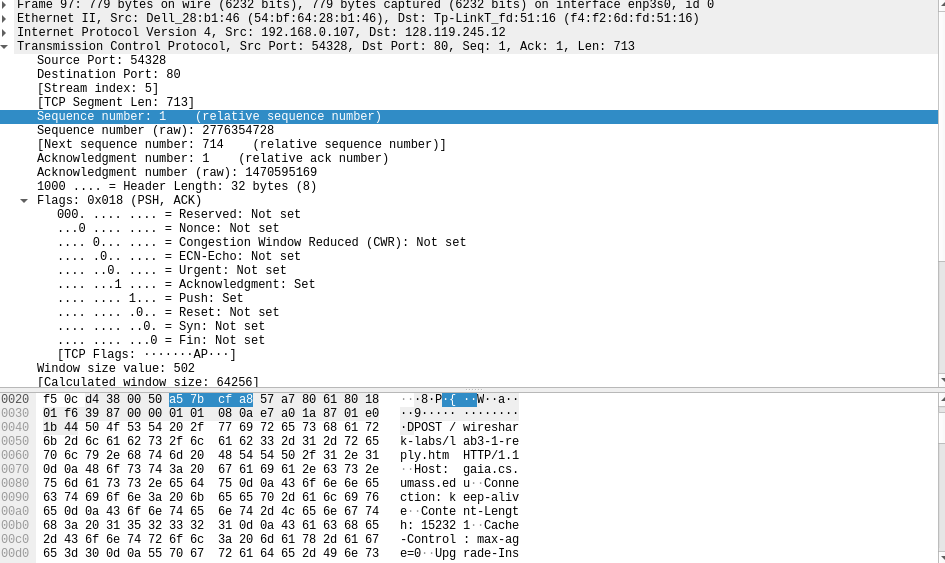 Frame 97: 779 bytes on wire (6232 bits), 779 bytes captured (6232 bits) on interface enp3s0, id 0
Ethernet II, Src: Dell_28:b1:46 (54:bf:64:28:b1:46), Dst: Tp-LinkT_fd:51:16 (f4:f2:6d:fd:51:16)
Internet Protocol Version 4, Src: 192.168.0.107, Dst: 128.119.245.12
Transmission Control Protocol, Src Port: 54328, Dst Port: 80, Seq: 1, Ack: 1, Len: 713
Source Port: 54328
Destination Port: 80
[Stream index: 5]
[TCP Segment Len: 713]
Sequence number: 1    (relative sequence number)
Sequence number (raw): 2776354728
[Next sequence number: 714    (relative sequence number)]
Acknowledgment number: 1    (relative ack number)
Acknowledgment number (raw): 1470595169
1000 .... = Header Length: 32 bytes (8)
Flags: 0x018 (PSH, ACK)
000. .... .... = Reserved: Not set
...0 .... .... = Nonce: Not set
.... 0... .... = Congestion Window Reduced (CWR): Not set
.... .0.. .... = ECN-Echo: Not set
.... ..0. .... = Urgent: Not set
.... ...1 .... = Acknowledgment: Set
.... .... 1... = Push: Set
.... .... .0.. = Reset: Not set
.... .... ..0. = Syn: Not set
.... .... ...0 = Fin: Not set
[TCP Flags: ·······AP···]
Window size value: 502
[Calculated window size: 64256]
0020 f5 0c d4 38 00 50 a5 7b cf a8 57 a7 80 61 80 18 ···8·P·{ ··W··a··
0030 01 f6 39 87 00 00 01 01 08 0a e7 a0 1a 87 01 e0 ··9····· ········
0040 1b 44 50 4f 53 54 20 2f 77 69 72 65 73 68 61 72 ·DPOST / wireshar
0050 6b 2d 6c 61 62 73 2f 6c 61 62 33 2d 31 2d 72 65 k-labs/l ab3-1-re
0060 70 6c 79 2e 68 74 6d 20 48 54 54 50 2f 31 2e 31 ply.htm HTTP/1.1
0070 0d 0a 48 6f 73 74 3a 20 67 61 69 61 2e 63 73 2e ··Host: gaia.cs.
0080 75 6d 61 73 73 2e 65 64 75 0d 0a 43 6f 6e 6e 65 umass.ed u··Conne
0090 63 74 69 6f 6e 3a 20 6b 65 65 70 2d 61 6c 69 76 ction: k eep-aliv
00a0 65 0d 0a 43 6f 6e 74 65 6e 74 2d 4c 65 6e 67 74 e··Conte nt-Lengt
00b0 68 3a 20 31 35 32 33 32 31 0d 0a 43 61 63 68 65 h: 15232 1··Cache
00c0 2d 43 6f 6e 74 72 6f 6c 3a 20 6d 61 78 2d 61 67 -Control : max-ag
00d0 65 3d 30 0d 0a 55 70 67 72 61 64 65 2d 49 6e 73 e=0··Upg rade-Ins